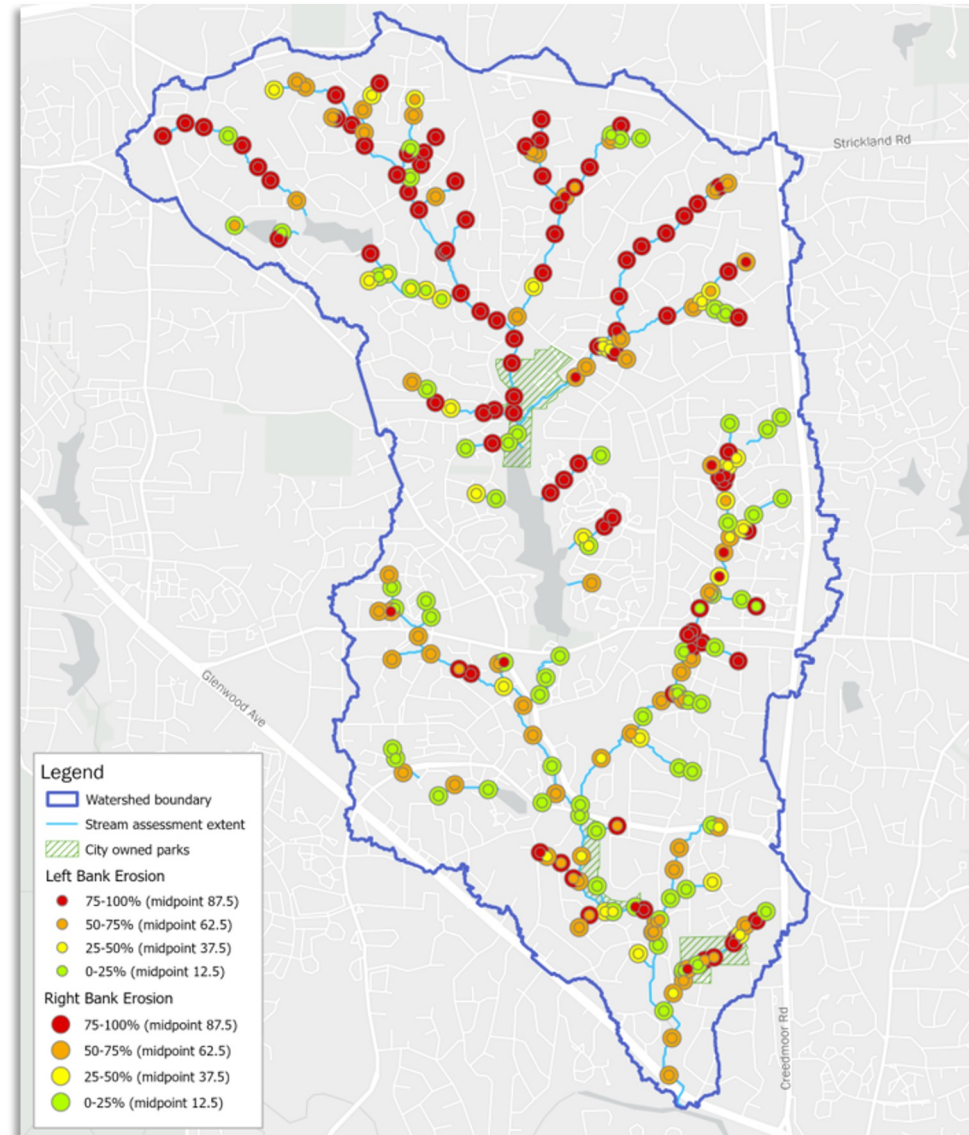 Strickland Rd
Glenwood Ave
Creedmoor Rd
Legend
Watershed boundary
Stream assessment extent
City owned parks
Left Bank Erosion
75-100% (midpoint 87.5)
50-75% (midpoint 62.5)
25-50% (midpoint 37.5)
0-25% (midpoint 12.5)
Right Bank Erosion
75-100% (midpoint 87.5)
50-75% (midpoint 62.5)
25-50% (midpoint 37.5)
0-25% (midpoint 12.5)